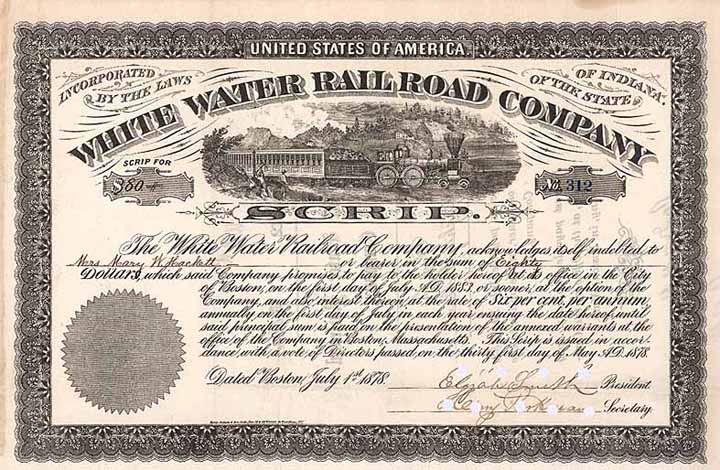 UNITED STATES OF AMERICA
INCORPORATED BY THE LAWS OF THE STATE OF INDIANA.
WHITE WATER RAILROAD COMPANY
SCRIP FOR
$80
No. 312
SCRIP.
The White Water Railroad Company, acknowledges itself indebted, to
Mrs Mary W. Hackett or bearer in the Sum of Eighty
Dollars, which said Company promises to pay to the holder hereof at its office in the City
of Boston, on the first day of July A.D. 1882, or sooner, at the option of the
Company, and also interest thereon, at the rate of Six per cent, per annum,
annually on the first day of July in each year ensuing the date hereof, until
said principal sum is paid on the presentation of the annexed warrants at the
office of the Company in Boston, Massachusetts. This Scrip is issued in accor-
dance, with a vote of Directors passed, on the thirty first day of May A.D. 1878.
Dated Boston, July 1st 1878.
Elijah Smith President.
Secretary.